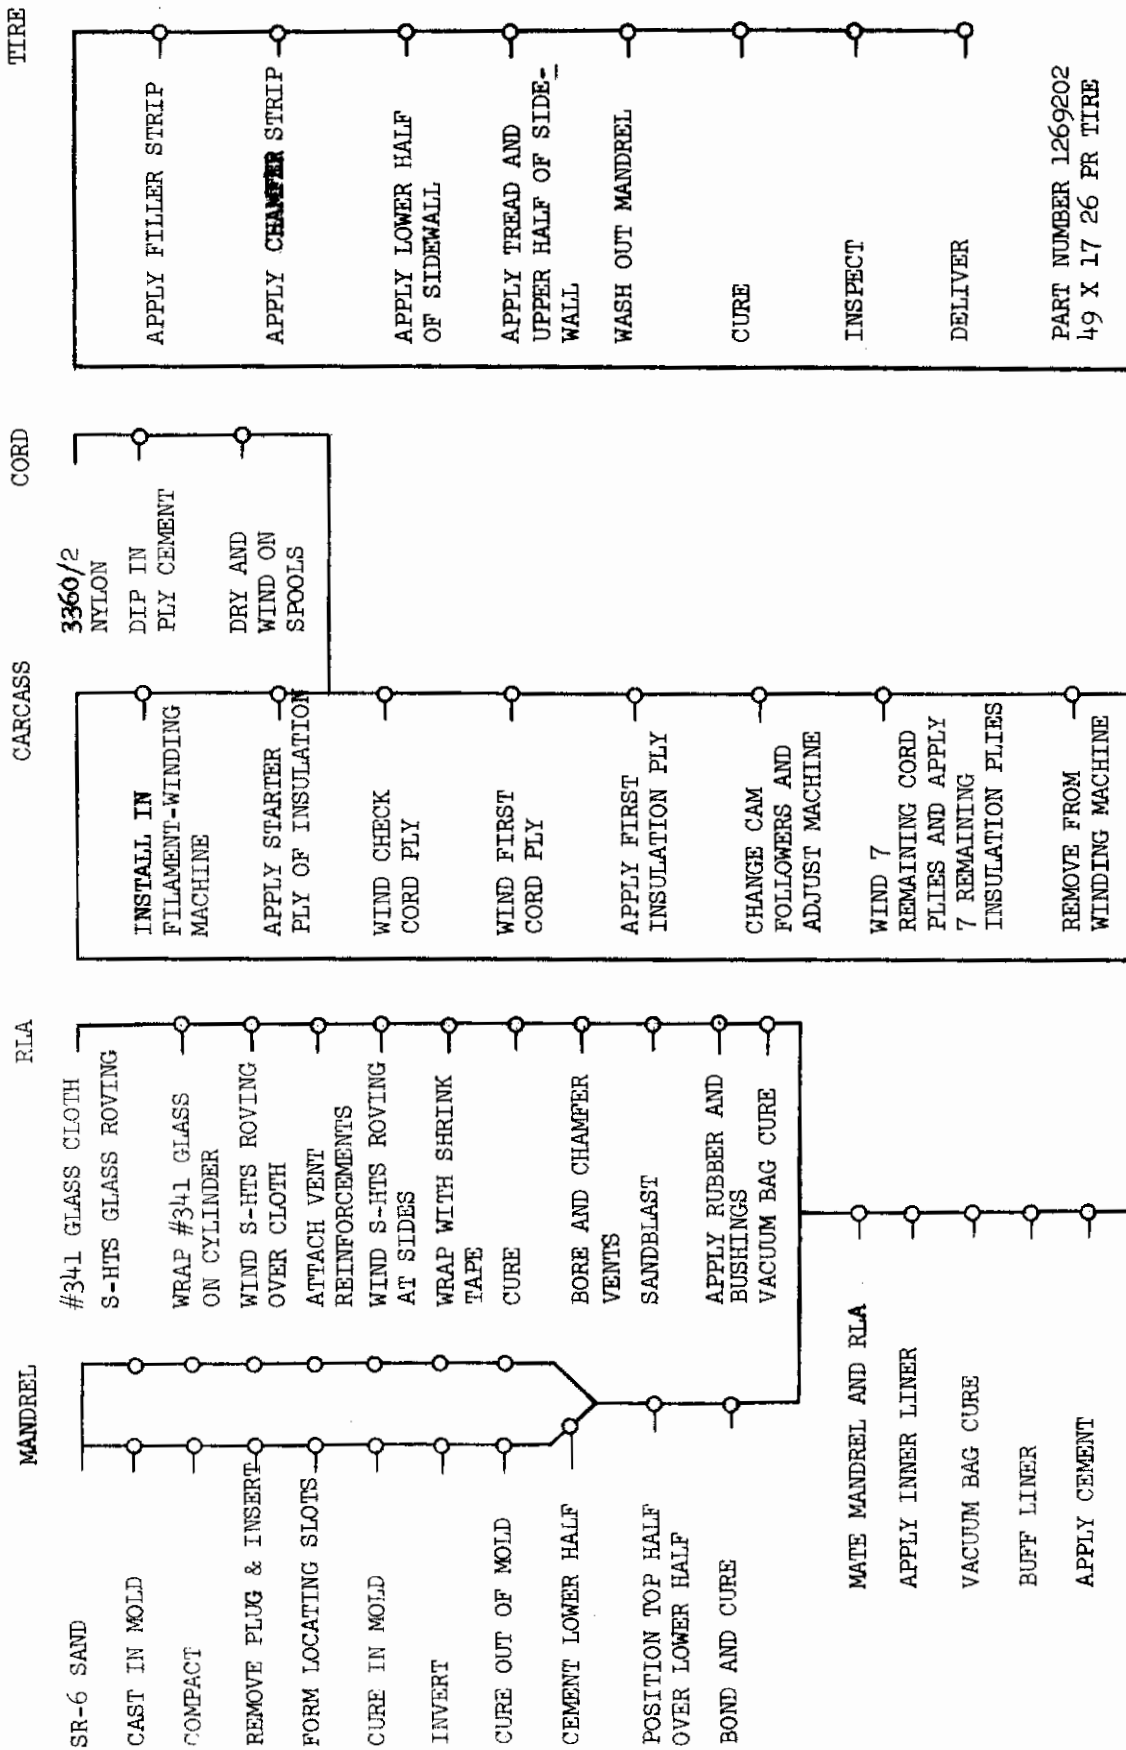 MANDREL
SR-6 SAND
CAST IN MOLD
COMPACT
REMOVE PLUG & INSERT
FORM LOCATING SLOTS
CURE IN MOLD
INVERT
CURE OUT OF MOLD
CEMENT LOWER HALF
POSITION TOP HALF
OVER LOWER HALF
BOND AND CURE
RLA
#341 GLASS CLOTH
S-HTS GLASS ROVING
WRAP #341 GLASS
ON CYLINDER
WIND S-HTS ROVING
OVER CLOTH
ATTACH VENT
REINFORCEMENTS
WIND S-HTS ROVING
AT SIDES
WRAP WITH SHRINK
TAPE
CURE
BORE AND CHAMFER
VENTS
SANDBLAST
APPLY RUBBER AND
BUSHINGS
VACUUM BAG CURE
MATE MANDREL AND RLA
APPLY INNER LINER
VACUUM BAG CURE
BUFF LINER
APPLY CEMENT
CARCASS
INSTALL IN
FILAMENT-WINDING
MACHINE
APPLY STARTER
PLY OF INSULATION
WIND CHECK
CORD PLY
WIND FIRST
CORD PLY
APPLY FIRST
INSULATION PLY
CHANGE CAM
FOLLOWERS AND
ADJUST MACHINE
WIND 7
REMAINING CORD
PLIES AND APPLY
7 REMAINING
INSULATION PLIES
REMOVE FROM
WINDING MACHINE
CORD
3360/2
NYLON
DIP IN
PLY CEMENT
DRY AND
WIND ON
SPOOLS
TIRE
APPLY FILLER STRIP
APPLY CHAMFER STRIP
APPLY LOWER HALF
OF SIDEWALL
APPLY TREAD AND
UPPER HALF OF SIDE-
WALL
WASH OUT MANDREL
CURE
INSPECT
DELIVER
PART NUMBER 1269202
49 X 17 26 PR TIRE